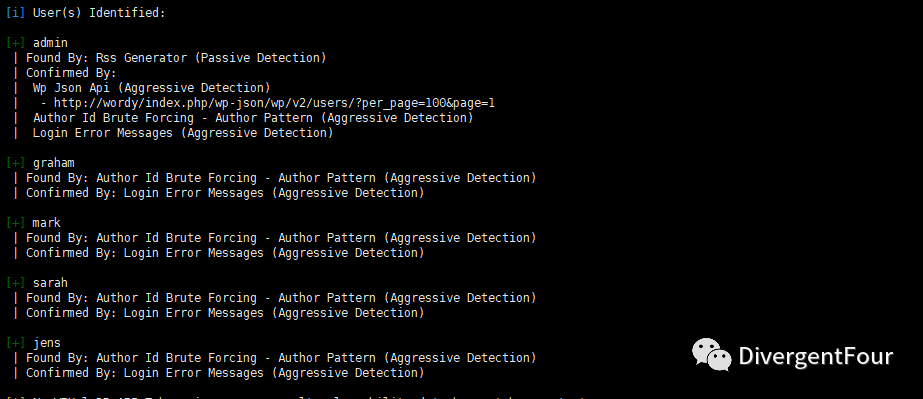 [i] User(s) Identified:
[+] admin
| Found By: Rss Generator (Passive Detection)
| Confirmed By:
|  Wp Json Api (Aggressive Detection)
|   - http://wordy/index.php/wp-json/wp/v2/users/?per_page=100&page=1
|  Author Id Brute Forcing - Author Pattern (Aggressive Detection)
|  Login Error Messages (Aggressive Detection)
[+] graham
| Found By: Author Id Brute Forcing - Author Pattern (Aggressive Detection)
| Confirmed By: Login Error Messages (Aggressive Detection)
[+] mark
| Found By: Author Id Brute Forcing - Author Pattern (Aggressive Detection)
| Confirmed By: Login Error Messages (Aggressive Detection)
[+] sarah
| Found By: Author Id Brute Forcing - Author Pattern (Aggressive Detection)
| Confirmed By: Login Error Messages (Aggressive Detection)
[+] jens
| Found By: Author Id Brute Forcing - Author Pattern (Aggressive Detection)
| Confirmed By: Login Error Messages (Aggressive Detection)
DivergentFour